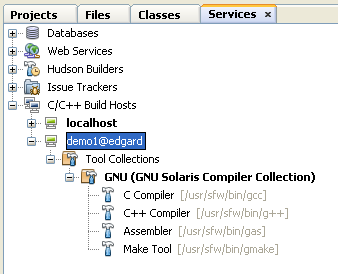 Projects Files Classes Services ×
Databases
Web Services
Hudson Builders
Issue Trackers
C/C++ Build Hosts
localhost
demo1@edgard
Tool Collections
GNU (GNU Solaris Compiler Collection)
C Compiler [/usr/sfw/bin/gcc]
C++ Compiler [/usr/sfw/bin/g++]
Assembler [/usr/sfw/bin/gas]
Make Tool [/usr/sfw/bin/gmake]